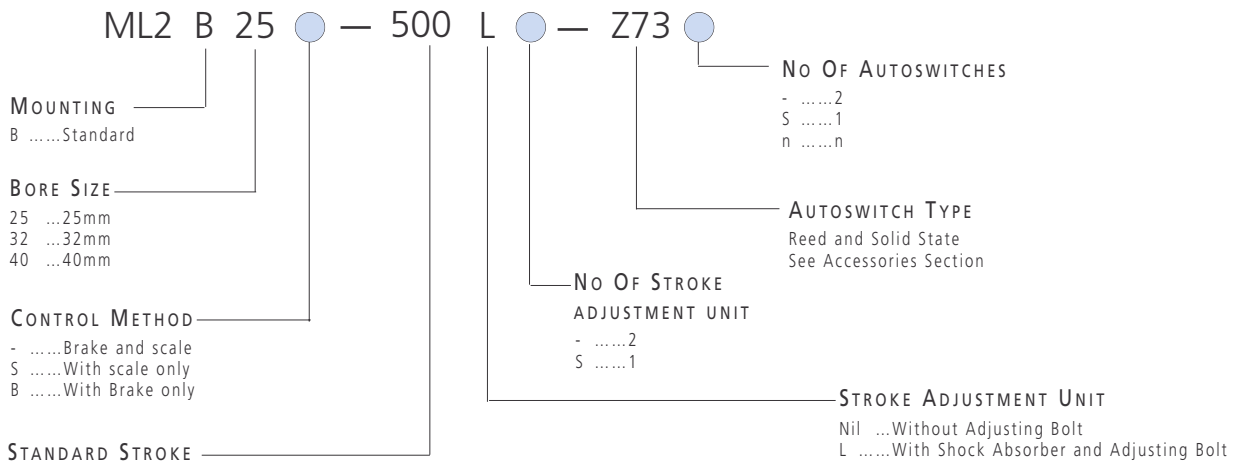 ML2 B 25 — 500 L — Z73
MOUNTING
B ......Standard
BORE SIZE
25 ...25mm
32 ...32mm
40 ...40mm
CONTROL METHOD
- ......Brake and scale
S ......With scale only
B ......With Brake only
STANDARD STROKE
NO OF AUTOSWITCHES
- ......2
S ......1
n ......n
AUTOSWITCH TYPE
Reed and Solid State
See Accessories Section
NO OF STROKE
ADJUSTMENT UNIT
- ......2
S ......1
STROKE ADJUSTMENT UNIT
Nil ...Without Adjusting Bolt
L ......With Shock Absorber and Adjusting Bolt